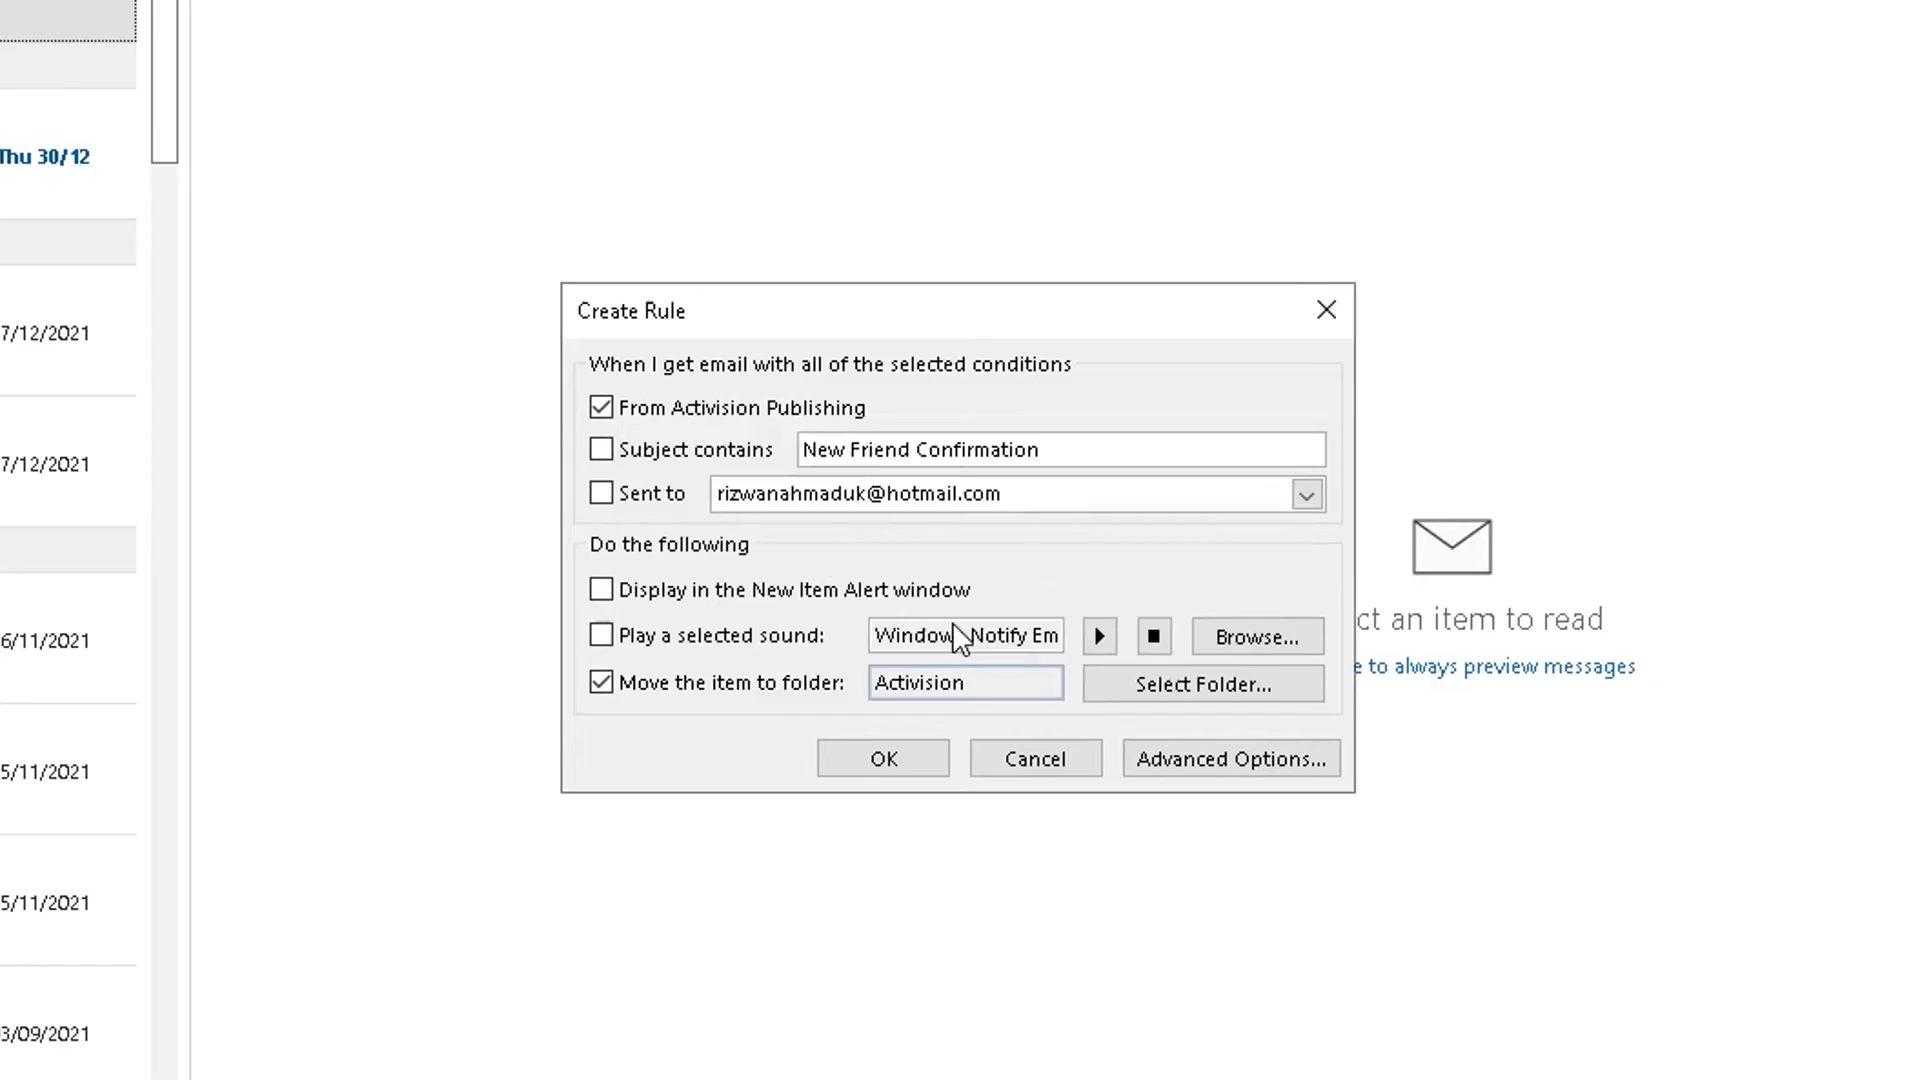 Thu 30/12
7/12/2021
7/12/2021
6/11/2021
5/11/2021
5/11/2021
3/09/2021
Create Rule
When I get email with all of the selected conditions
From Activision Publishing
Subject contains New Friend Confirmation
Sent to rizwanahmaduk@hotmail.com
Do the following
Display in the New Item Alert window
Play a selected sound: Window Notify Em Browse...
Move the item to folder: Activision Select Folder...
OK Cancel Advanced Options...
ct an item to read
e to always preview messages